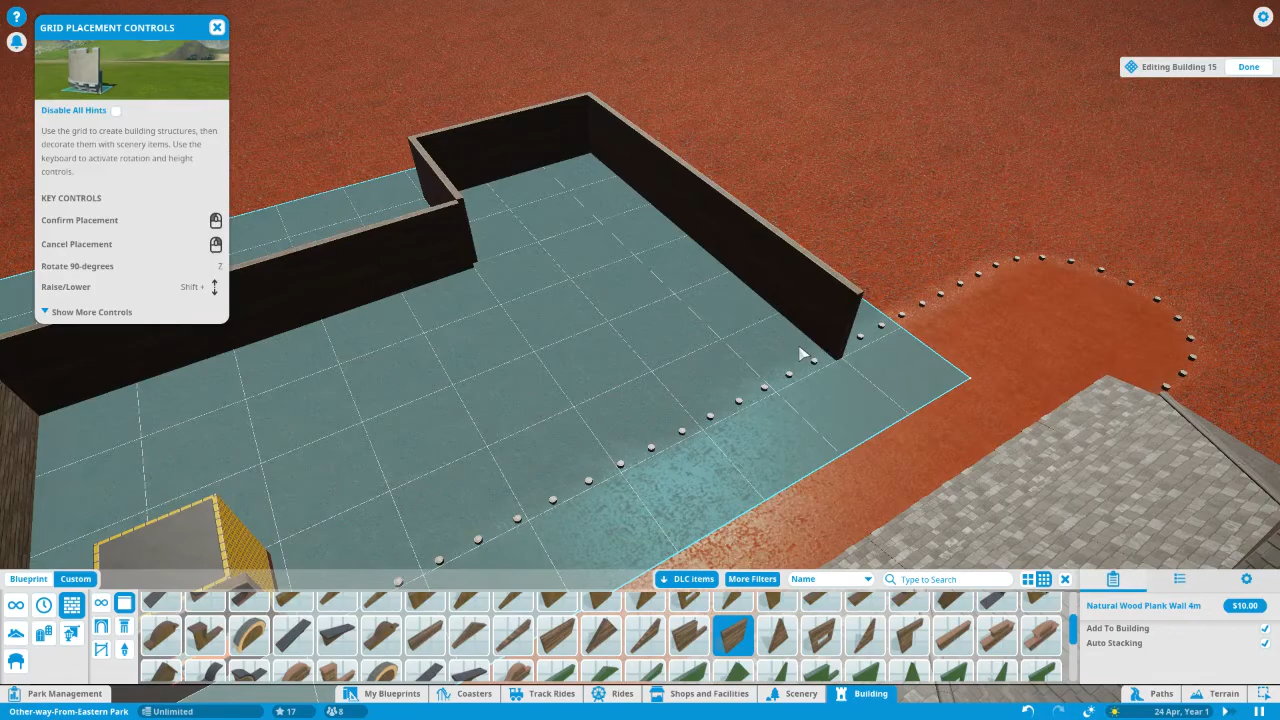 GRID PLACEMENT CONTROLS
Editing Building 15
Done
Disable All Hints
Use the grid to create building structures, then
decorate them with scenery items. Use the
keyboard to activate rotation and height
controls.
KEY CONTROLS
Confirm Placement
Cancel Placement
Rotate 90-degrees Z
Raise/Lower Shift +
Show More Controls
Blueprint
Custom
DLC items
More Filters
Name
Type to Search
Natural Wood Plank Wall 4m
$10.00
Add To Building
Auto Stacking
Park Management
My Blueprints
Coasters
Track Rides
Rides
Shops and Facilities
Scenery
Building
Paths
Terrain
Other-way-From-Eastern Park
Unlimited
17
8
24 Apr, Year 1